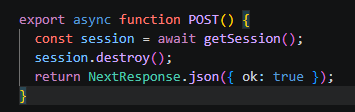 export async function POST() {
  const session = await getSession();
  session.destroy();
  return NextResponse.json({ ok: true });
}